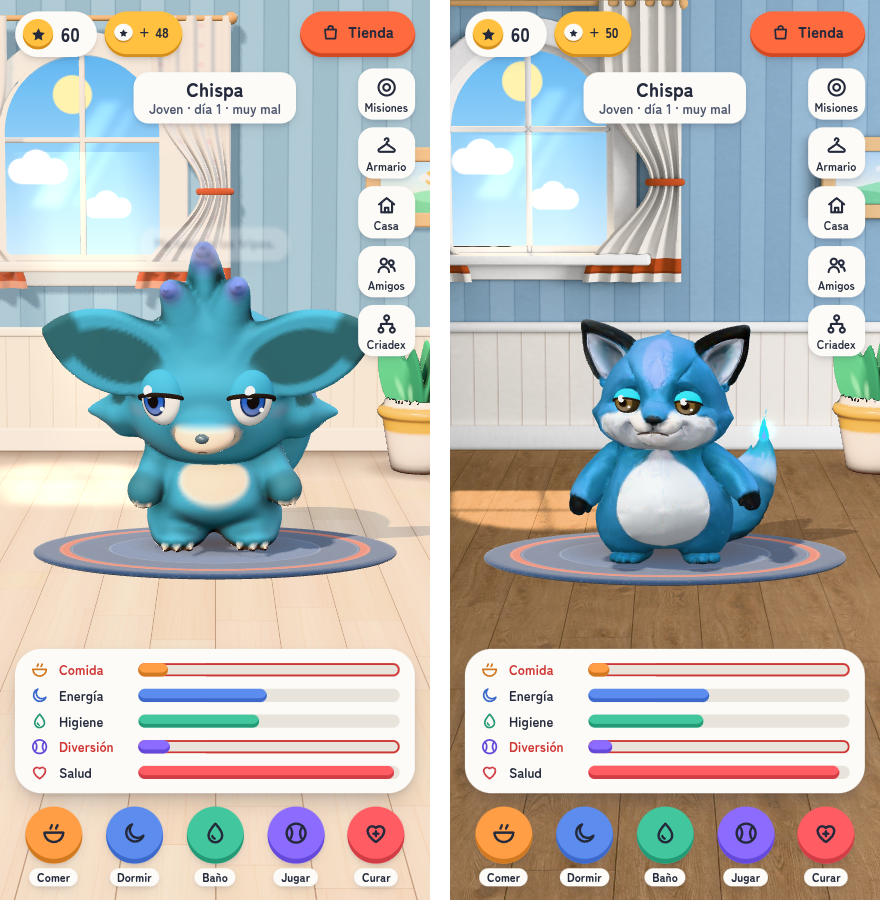 60
+ 48
Tienda
Chispa
Joven · día 1 · muy mal
Misiones
Armario
Casa
Amigos
Criadex
Comida
Energía
Higiene
Diversión
Salud
Comer
Dormir
Baño
Jugar
Curar
60
+ 50
Tienda
Chispa
Joven · día 1 · muy mal
Misiones
Armario
Casa
Amigos
Criadex
Comida
Energía
Higiene
Diversión
Salud
Comer
Dormir
Baño
Jugar
Curar